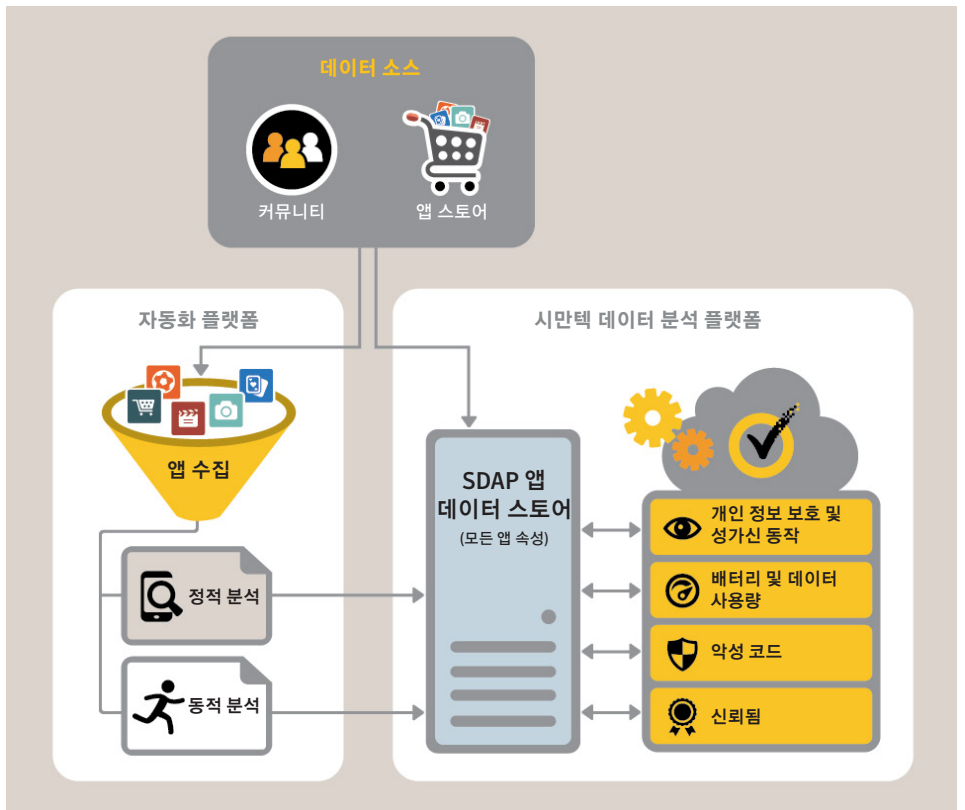 데이터 소스
커뮤니티
앱 스토어
자동화 플랫폼
앱 수집
정적 분석
동적 분석
시만텍 데이터 분석 플랫폼
SDAP 앱
데이터 스토어
(모든 앱 속성)
개인 정보 보호 및
성가신 동작
배터리 및 데이터
사용량
악성 코드
신뢰됨